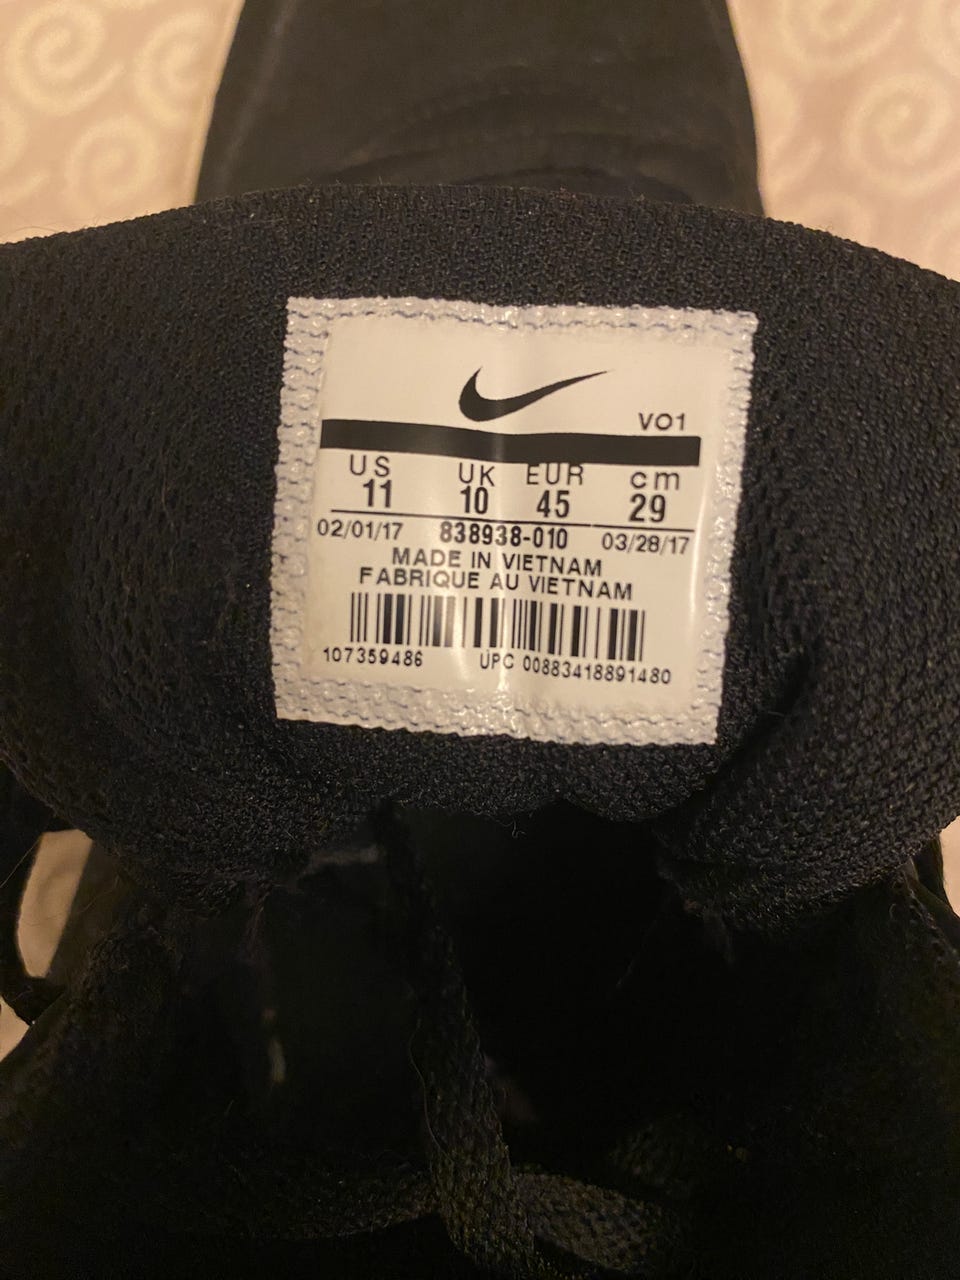 VO1
US UK EUR cm
11 10 45 29
02/01/17 838938-010 03/28/17
MADE IN VIETNAM
FABRIQUE AU VIETNAM
107359486 UPC 00883418891480